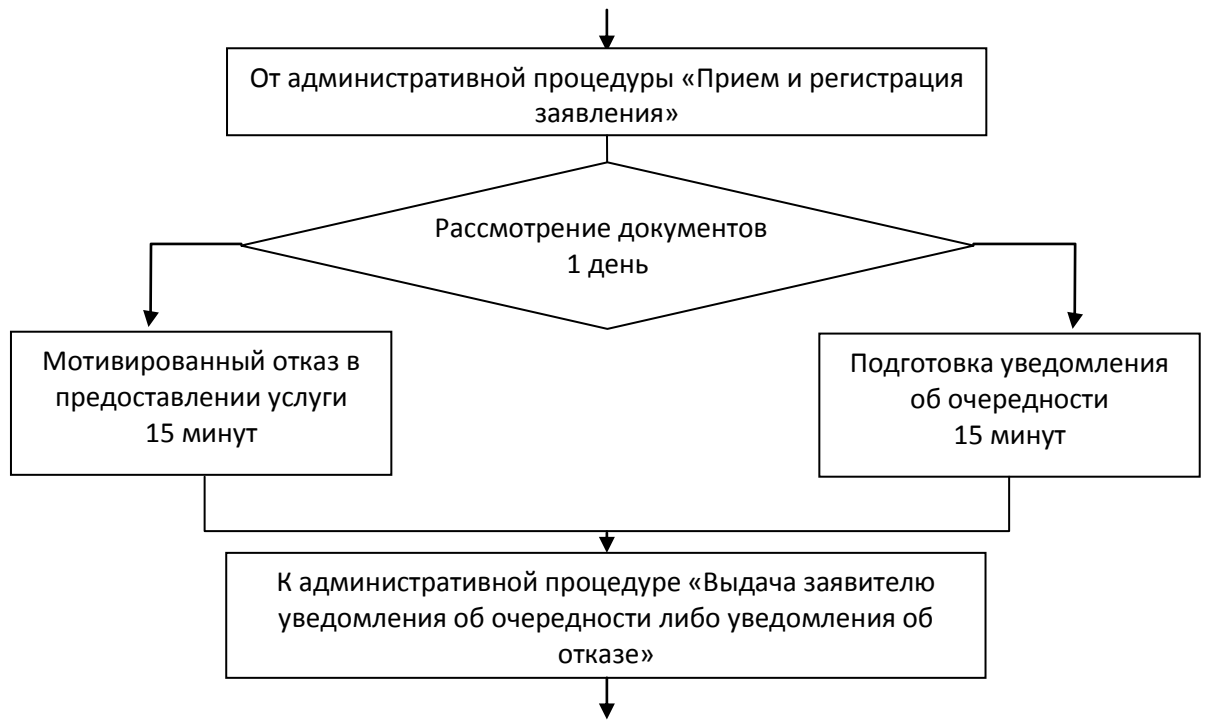 От административной процедуры «Прием и регистрация
заявления»
Рассмотрение документов
1 день
Мотивированный отказ в
предоставлении услуги
15 минут
Подготовка уведомления
об очередности
15 минут
К административной процедуре «Выдача заявителю
уведомления об очередности либо уведомления об
отказе»